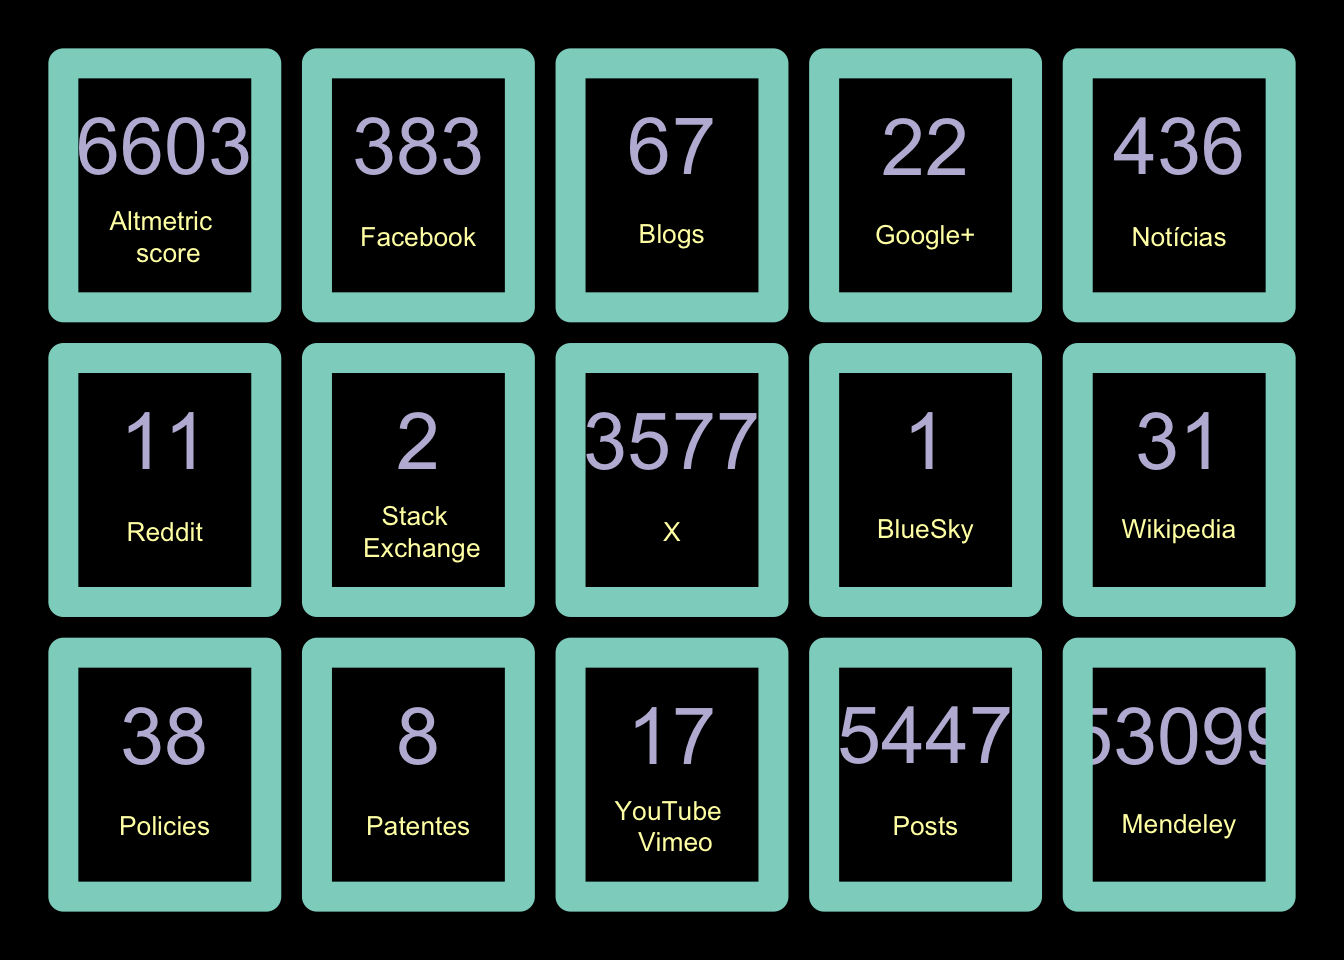 6603
Altmetric
score
383
Facebook
67
Blogs
22
Google+
436
Notícias
11
Reddit
2
Stack
Exchange
3577
X
1
BlueSky
31
Wikipedia
38
Policies
8
Patentes
17
YouTube
Vimeo
5447
Posts
53099
Mendeley